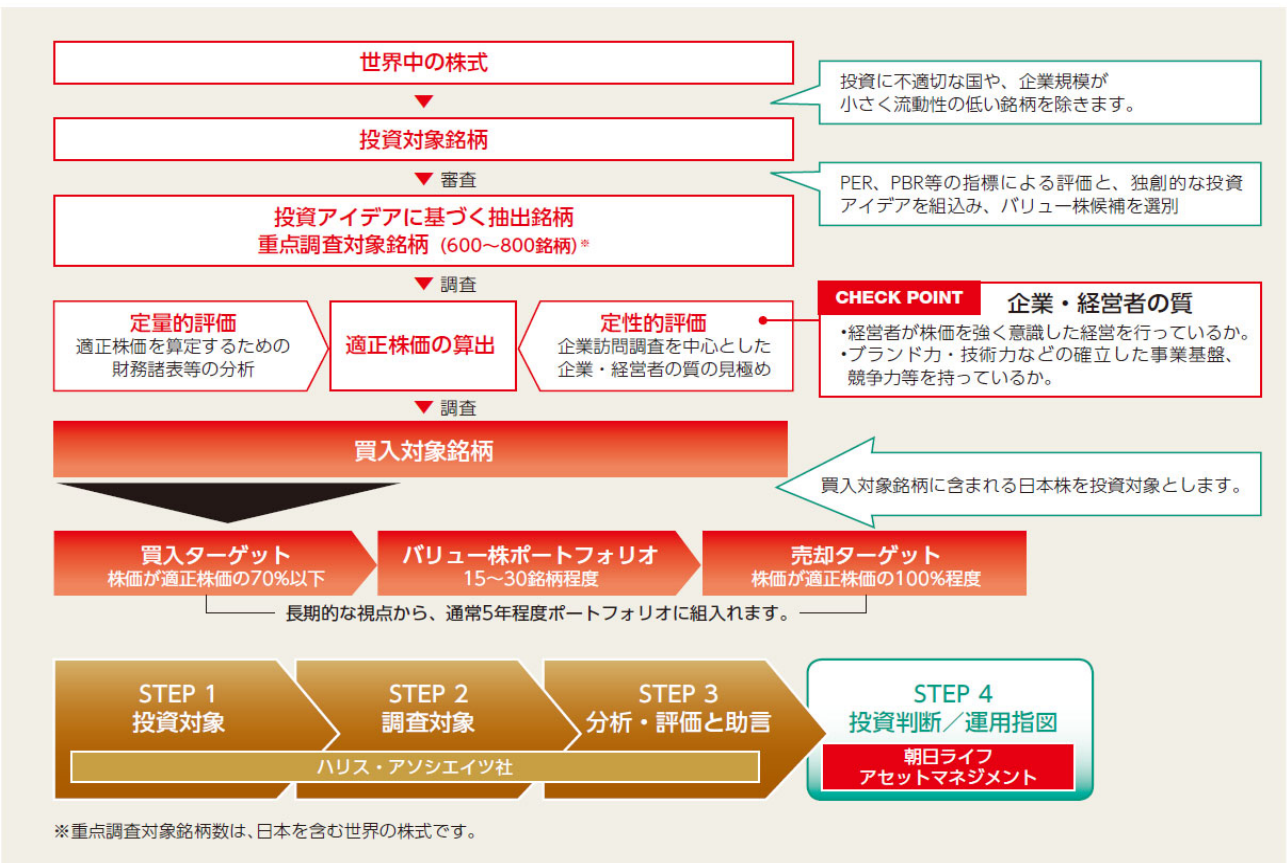 世界中の株式
投資に不適切な国や、企業規模が
小さく流動性の低い銘柄を除きます。
投資対象銘柄
▼ 審査
PER、PBR等の指標による評価と、独創的な投資
アイデアを組込み、バリュー株候補を選別
投資アイデアに基づく抽出銘柄
重点調査対象銘柄（600～800銘柄）※
▼ 調査
定量的評価
適正株価を算定するための
財務諸表等の分析
適正株価の算出
定性的評価
企業訪問調査を中心とした
企業・経営者の質の見極め
CHECK POINT 企業・経営者の質
・経営者が株価を強く意識した経営を行っているか。
・ブランド力・技術力などの確立した事業基盤、
競争力等を持っているか。
▼ 調査
買入対象銘柄
買入対象銘柄に含まれる日本株を投資対象とします。
買入ターゲット
株価が適正株価の70%以下
バリュー株ポートフォリオ
15～30銘柄程度
売却ターゲット
株価が適正株価の100%程度
長期的な視点から、通常5年程度ポートフォリオに組入れます。
STEP 1
投資対象
STEP 2
調査対象
STEP 3
分析・評価と助言
ハリス・アソシエイツ社
STEP 4
投資判断／運用指図
朝日ライフ
アセットマネジメント
※重点調査対象銘柄数は、日本を含む世界の株式です。